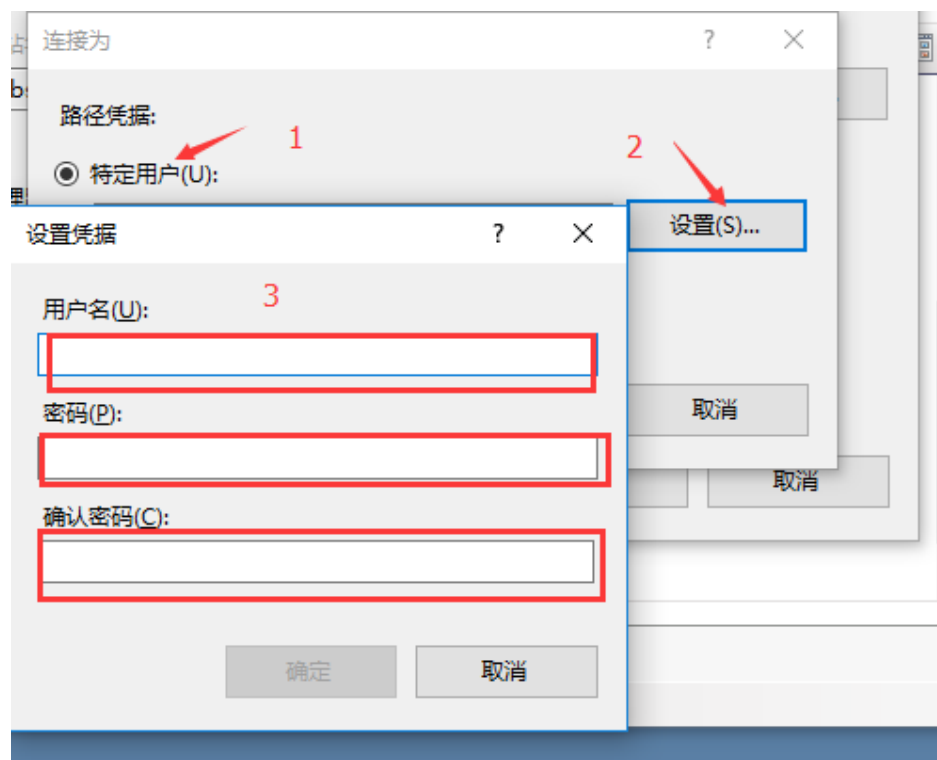 连接为
?
路径凭据:
1
2
特定用户(U):
设置(S)...
设置凭据
?
3
用户名(U):
密码(P):
取消
取消
确认密码(C):
确定
取消